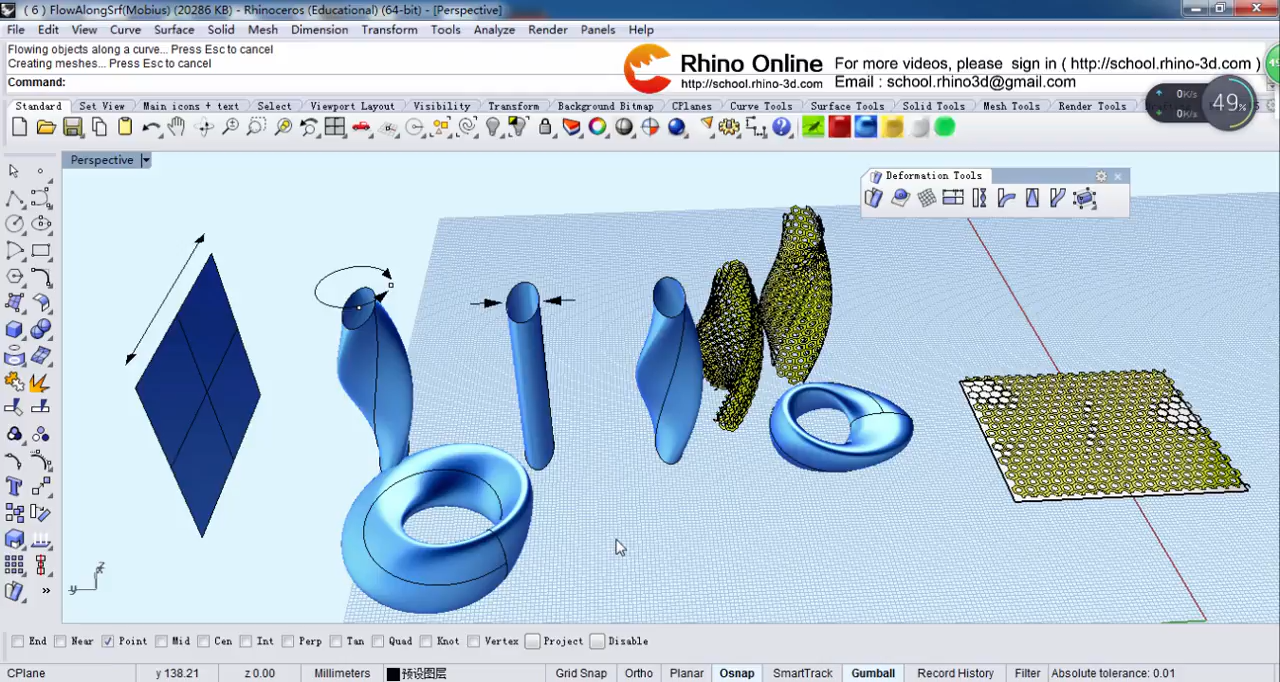 ( 6 ) FlowAlongSrf(Mobius) (20286 KB) - Rhinoceros (Educational) (64-bit) - [Perspective]
File Edit View Curve Surface Solid Mesh Dimension Transform Tools Analyze Render Panels Help
Flowing objects along a curve... Press Esc to cancel
Creating meshes... Press Esc to cancel
Command:
Rhino Online
http://school.rhino3d.com
For more videos, please sign in ( http://school.rhino-3d.com )
Email : school.rhino3d@gmail.com
Standard Set View Main icons + text Select Viewport Layout Visibility Transform Background Bitmap CPlanes Curve Tools Surface Tools Solid Tools Mesh Tools Render Tools
0K/s
0K/s
49%
Perspective
Deformation Tools
z
y
End Near Point Mid Cen Int Perp Tan Quad Knot Vertex Project Disable
CPlane y 138.21 z 0.00 Millimeters 预设图层 Grid Snap Ortho Planar Osnap SmartTrack Gumball Record History Filter Absolute tolerance: 0.01